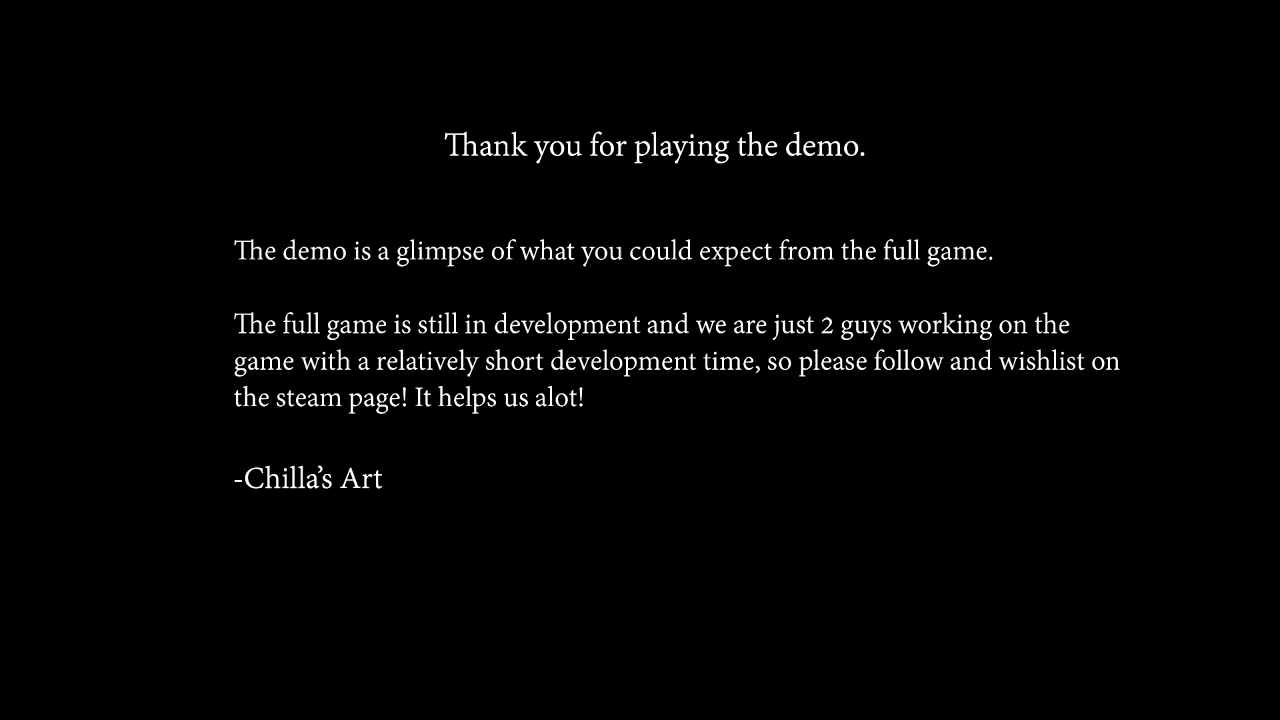 Thank you for playing the demo.
The demo is a glimpse of what you could expect from the full game.
The full game is still in development and we are just 2 guys working on the
game with a relatively short development time, so please follow and wishlist on
the steam page! It helps us alot!
-Chilla’s Art